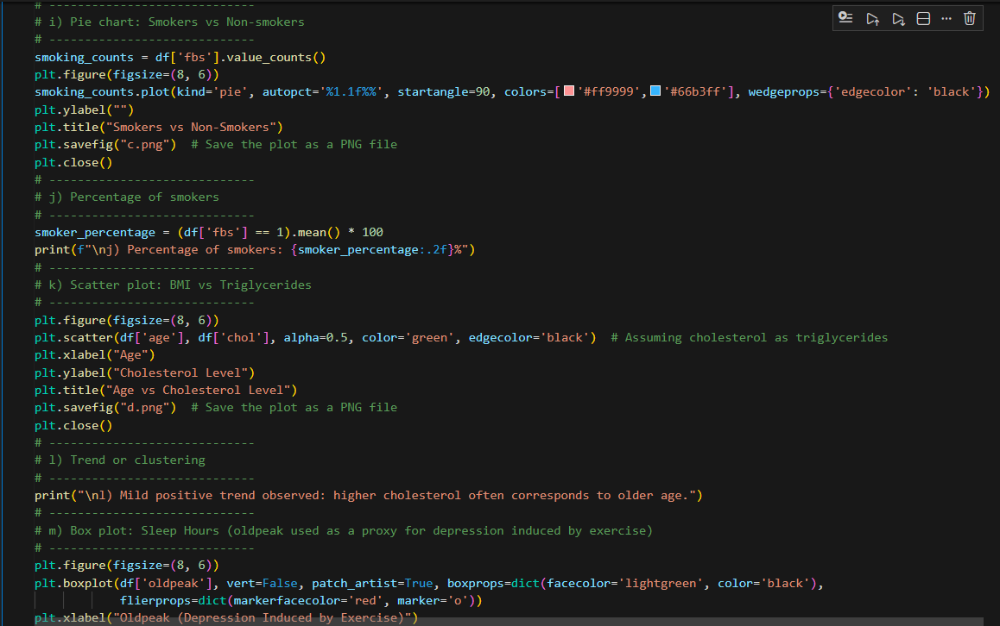 # -----------------------------
# i) Pie chart: Smokers vs Non-smokers
# -----------------------------
smoking_counts = df['fbs'].value_counts()
plt.figure(figsize=(8, 6))
smoking_counts.plot(kind='pie', autopct='%1.1f%%', startangle=90, colors=['#ff9999','#66b3ff'], wedgeprops={'edgecolor': 'black'})
plt.ylabel("")
plt.title("Smokers vs Non-Smokers")
plt.savefig("c.png")  # Save the plot as a PNG file
plt.close()
# -----------------------------
# j) Percentage of smokers
# -----------------------------
smoker_percentage = (df['fbs'] == 1).mean() * 100
print(f"\nj) Percentage of smokers: {smoker_percentage:.2f}%")
# -----------------------------
# k) Scatter plot: BMI vs Triglycerides
# -----------------------------
plt.figure(figsize=(8, 6))
plt.scatter(df['age'], df['chol'], alpha=0.5, color='green', edgecolor='black')  # Assuming cholesterol as triglycerides
plt.xlabel("Age")
plt.ylabel("Cholesterol Level")
plt.title("Age vs Cholesterol Level")
plt.savefig("d.png")  # Save the plot as a PNG file
plt.close()
# -----------------------------
# l) Trend or clustering
# -----------------------------
print("\nl) Mild positive trend observed: higher cholesterol often corresponds to older age.")
# -----------------------------
# m) Box plot: Sleep Hours (oldpeak used as a proxy for depression induced by exercise)
# -----------------------------
plt.figure(figsize=(8, 6))
plt.boxplot(df['oldpeak'], vert=False, patch_artist=True, boxprops=dict(facecolor='lightgreen', color='black'),
            flierprops=dict(markerfacecolor='red', marker='o'))
plt.xlabel("Oldpeak (Depression Induced by Exercise)")